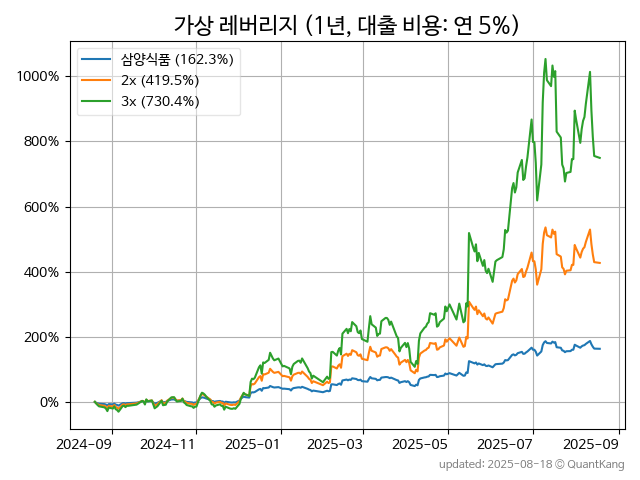 가상 레버리지 (1년, 대출 비용: 연 5%)
삼양식품 (162.3%)
2x (419.5%)
3x (730.4%)
1000%
800%
600%
400%
200%
0%
2024-09 2024-11 2025-01 2025-03 2025-05 2025-07 2025-09
updated: 2025-08-18 © QuantKang